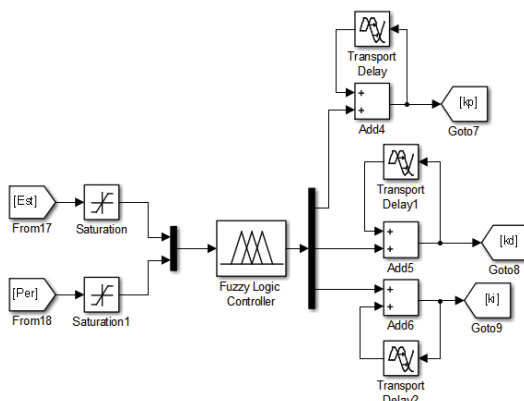 Transport
Delay
+
+
Add4
[kp]
Goto7
Transport
Delay1
[Est]
From17
Saturation
+
+
Add5
[kd]
Goto8
Fuzzy Logic
Controller
[Per]
From18
Saturation1
+
+
Add6
[ki]
Goto9
Transport
Delay2